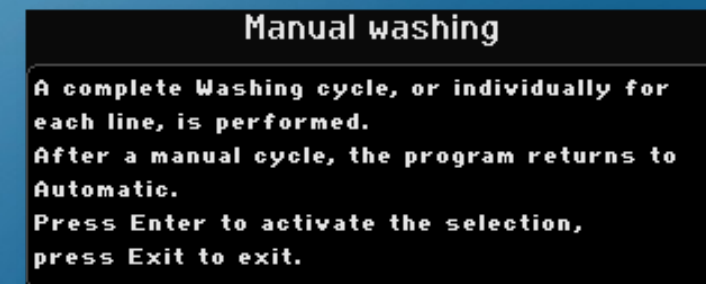 Manual washing
A complete Washing cycle, or individually for
each line, is performed.
After a manual cycle, the program returns to
Automatic.
Press Enter to activate the selection,
press Exit to exit.